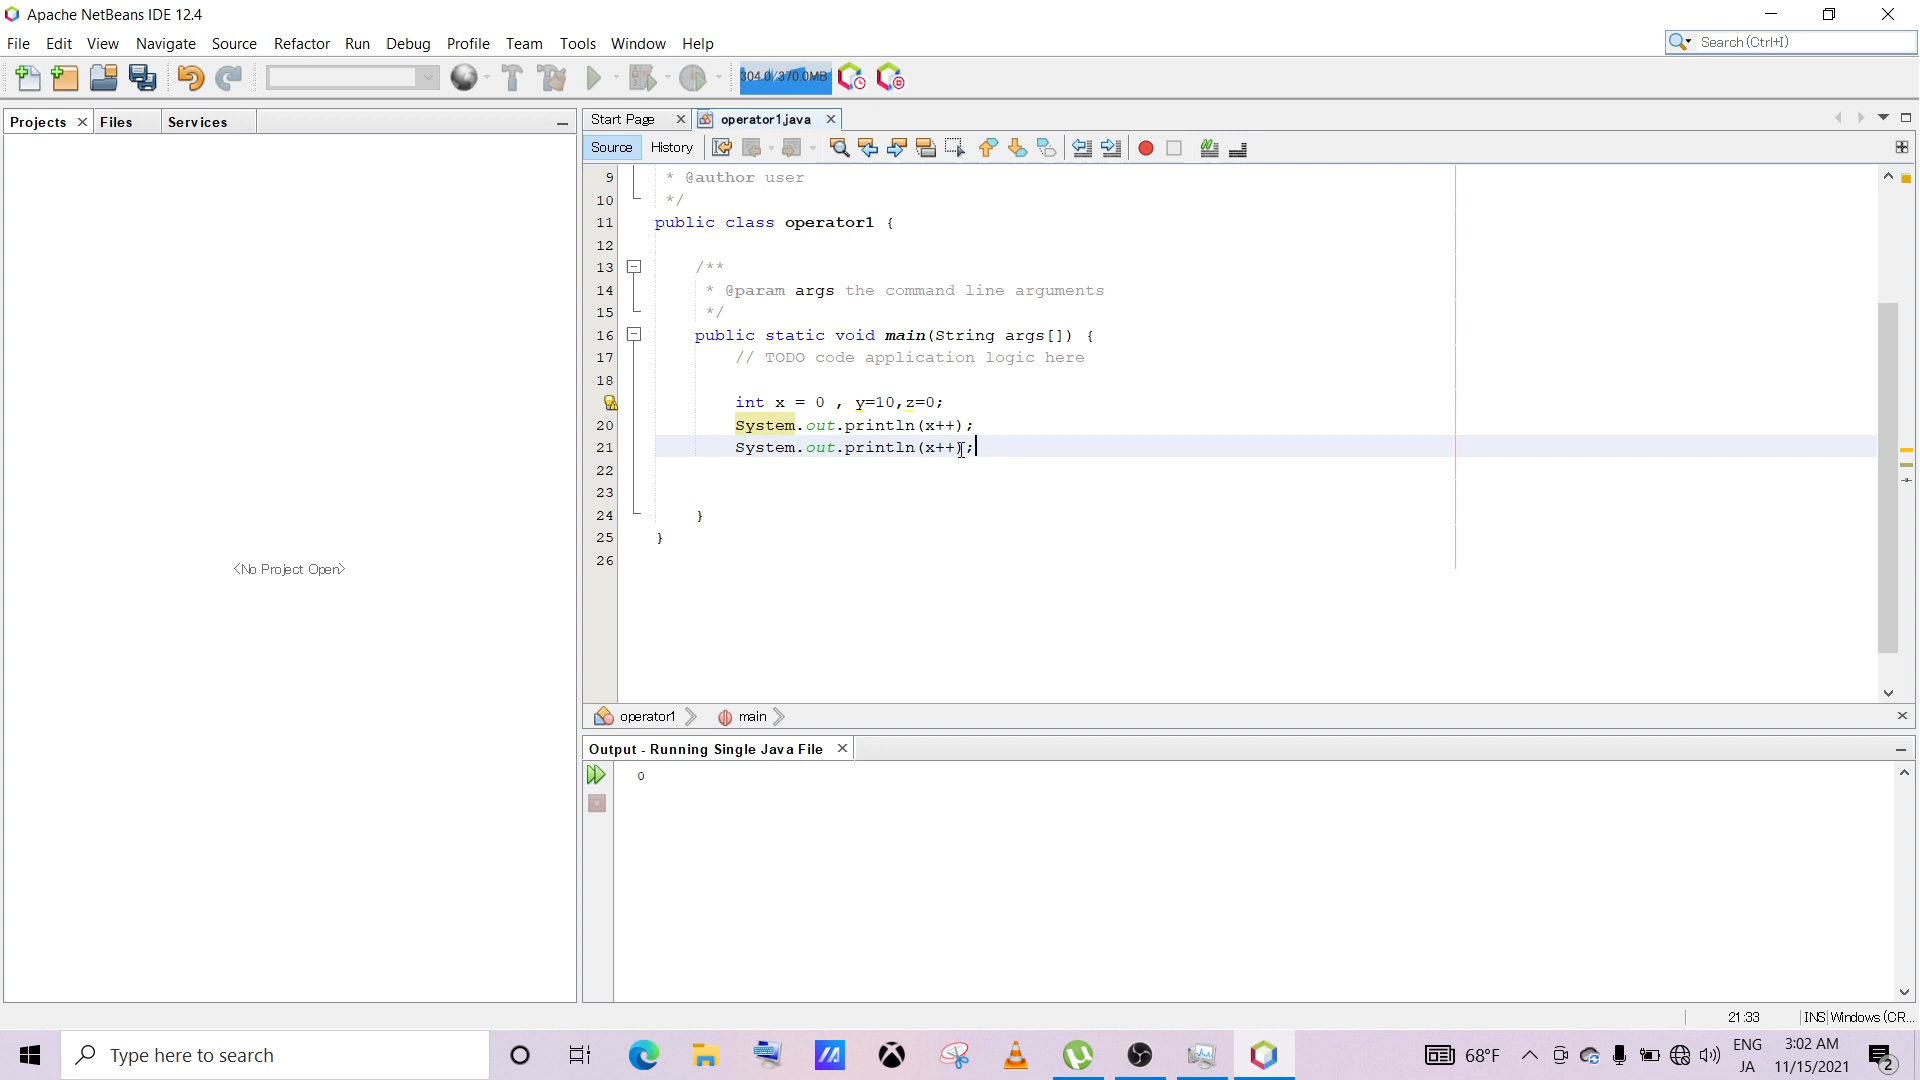 Apache NetBeans IDE 12.4
File Edit View Navigate Source Refactor Run Debug Profile Team Tools Window Help
Search (Ctrl+I)
304.0/370.0MB
Projects Files Services
Start Page operator1.java
Source History
9 * @author user
10 */
11 public class operator1 {
12
13 /**
14 * @param args the command line arguments
15 */
16 public static void main(String args[]) {
17 // TODO code application logic here
18
int x = 0 , y=10,z=0;
20 System.out.println(x++);
21 System.out.println(x++);
22
23
24 }
25 }
26
<No Project Open>
operator1 main
Output - Running Single Java File
0
21:33 INS Windows (CR...
Type here to search
68°F
ENG
JA
3:02 AM
11/15/2021
2